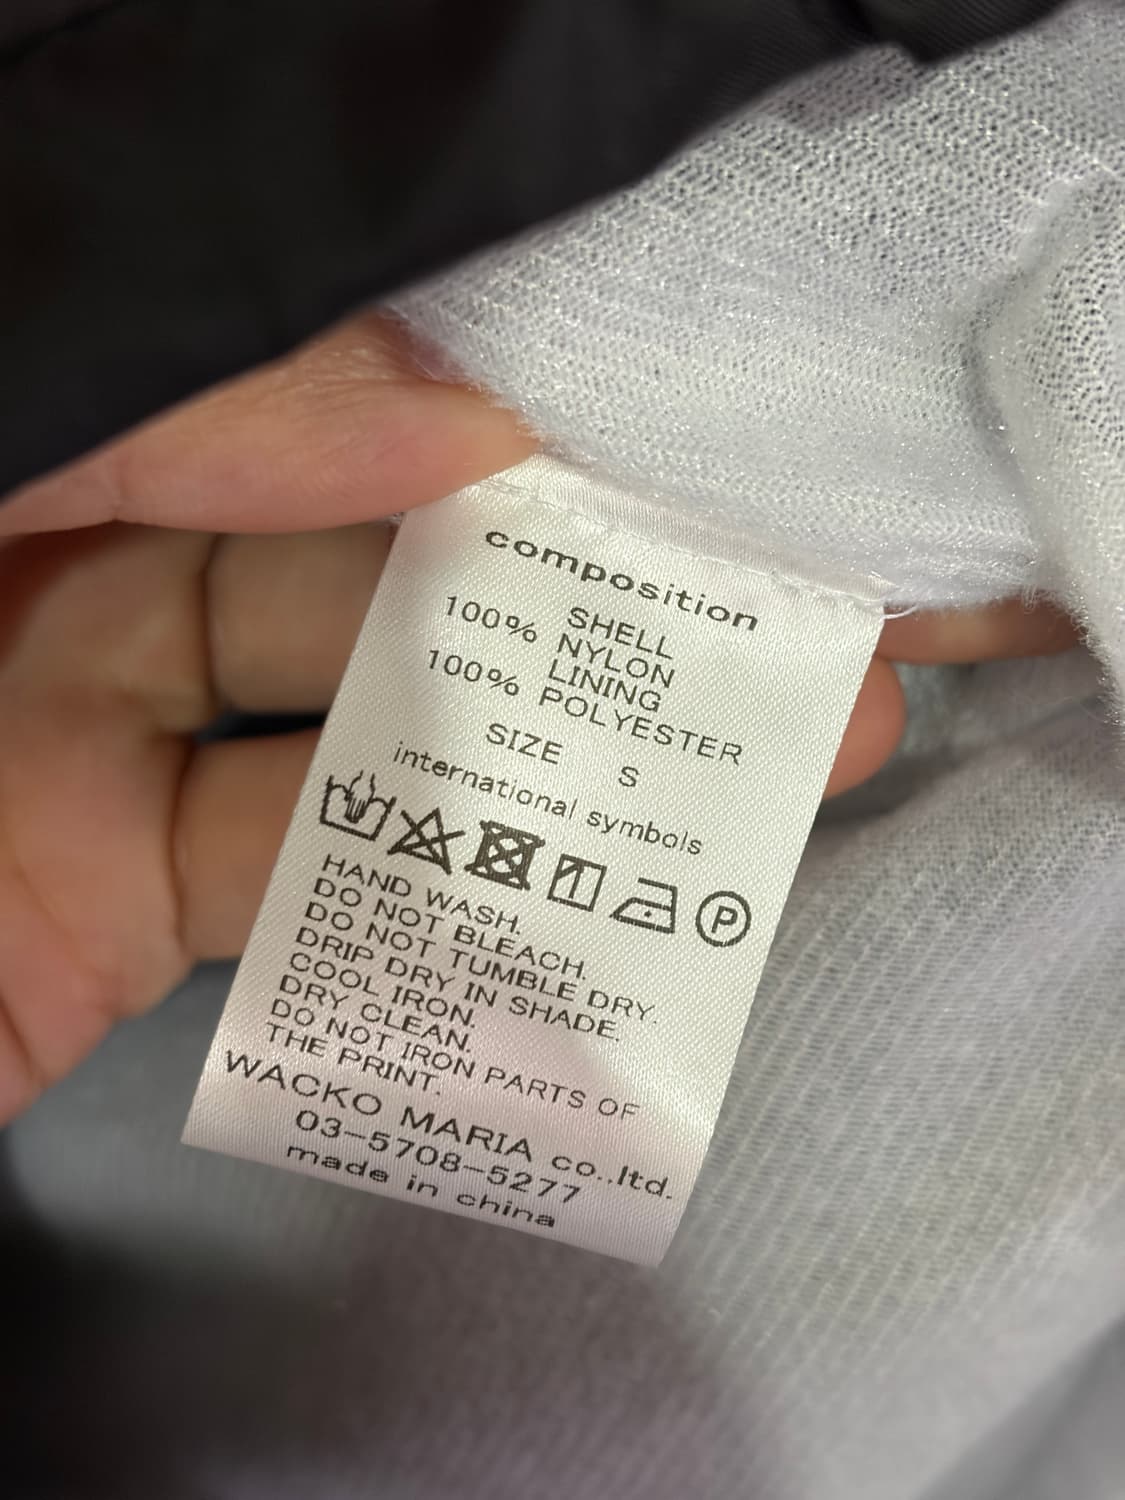 composition
SHELL
100% NYLON
LINING
100% POLYESTER
SIZE S
international symbols
P
HAND WASH.
DO NOT BLEACH.
DO NOT TUMBLE DRY.
DRIP DRY IN SHADE.
COOL IRON.
DRY CLEAN.
DO NOT IRON PARTS OF
THE PRINT.
WACKO MARIA co.,ltd.
03-5708-5277
made in china